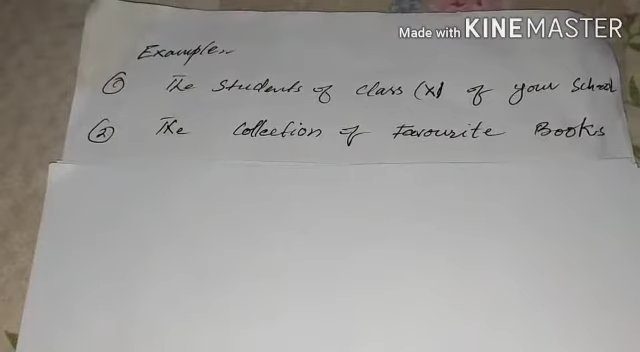 Made with KINEMASTER
Examples
① The Students of class (X) of your School
② The Collection of Favourite Books